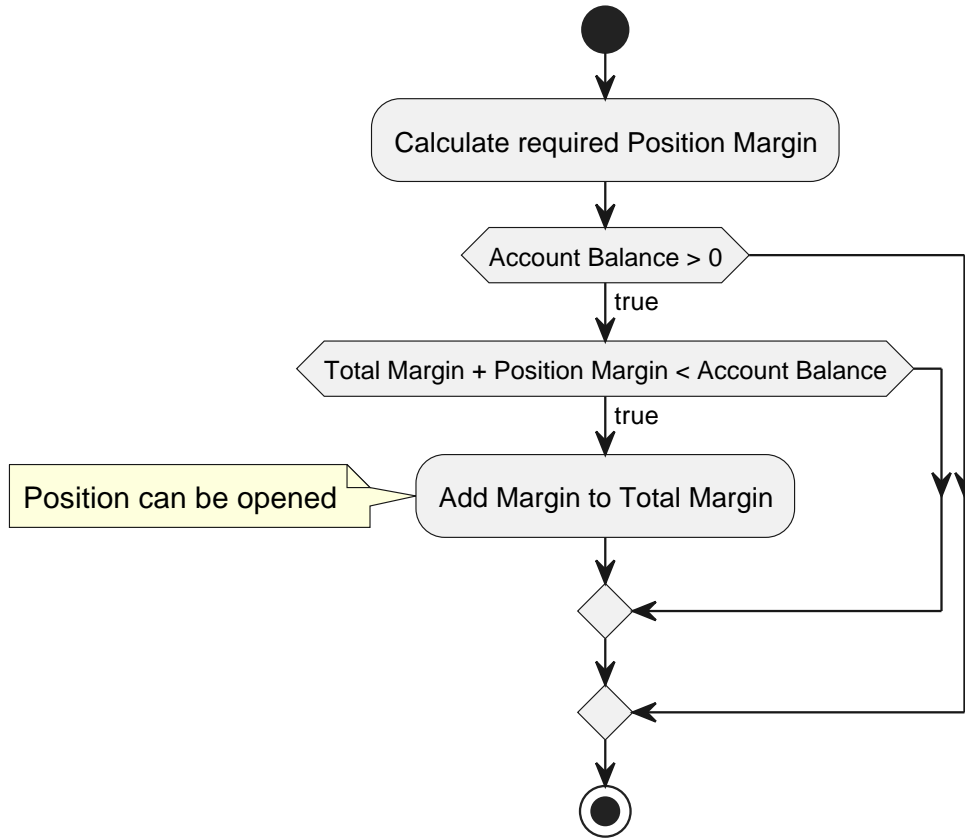 Calculate required Position Margin
Account Balance > 0
true
Total Margin + Position Margin < Account Balance
true
Position can be opened
Add Margin to Total Margin